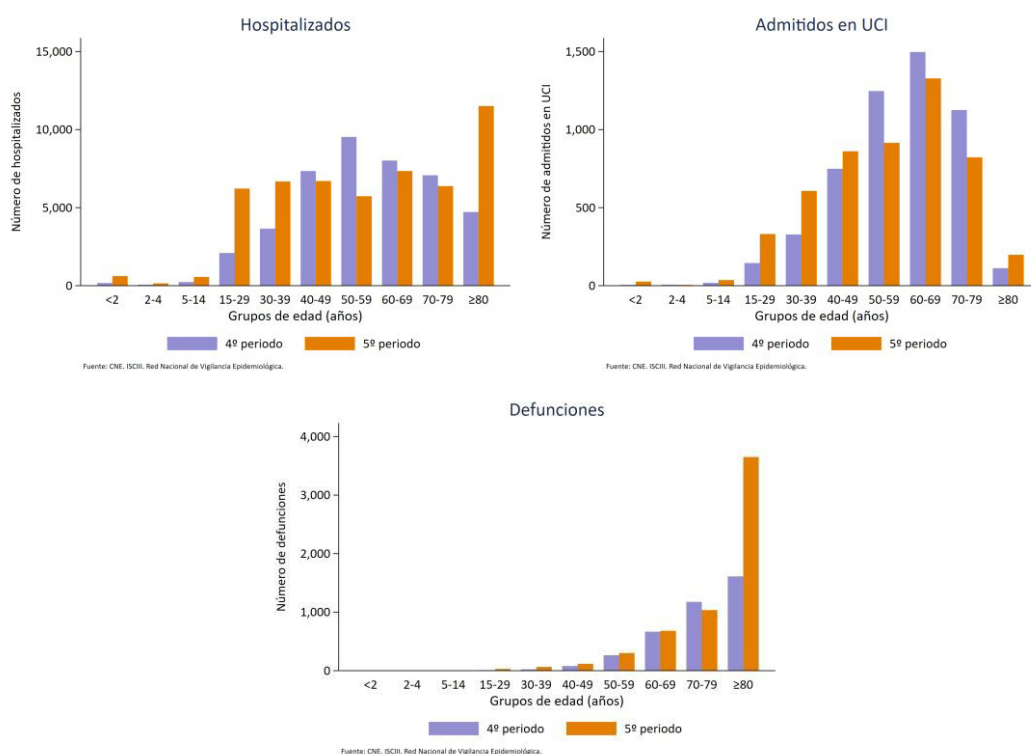 Hospitalizados
Número de hospitalizados
15,000
10,000
5,000
0
<2 2-4 5-14 15-29 30-39 40-49 50-59 60-69 70-79 ≥80
Grupos de edad (años)
4º periodo 5º periodo
Fuente: CNE. ISCIII. Red Nacional de Vigilancia Epidemiológica.
Admitidos en UCI
Número de admitidos en UCI
1,500
1,000
500
0
<2 2-4 5-14 15-29 30-39 40-49 50-59 60-69 70-79 ≥80
Grupos de edad (años)
4º periodo 5º periodo
Fuente: CNE. ISCIII. Red Nacional de Vigilancia Epidemiológica.
Defunciones
Número de defunciones
4,000
3,000
2,000
1,000
0
<2 2-4 5-14 15-29 30-39 40-49 50-59 60-69 70-79 ≥80
Grupos de edad (años)
4º periodo 5º periodo
Fuente: CNE. ISCIII. Red Nacional de Vigilancia Epidemiológica.